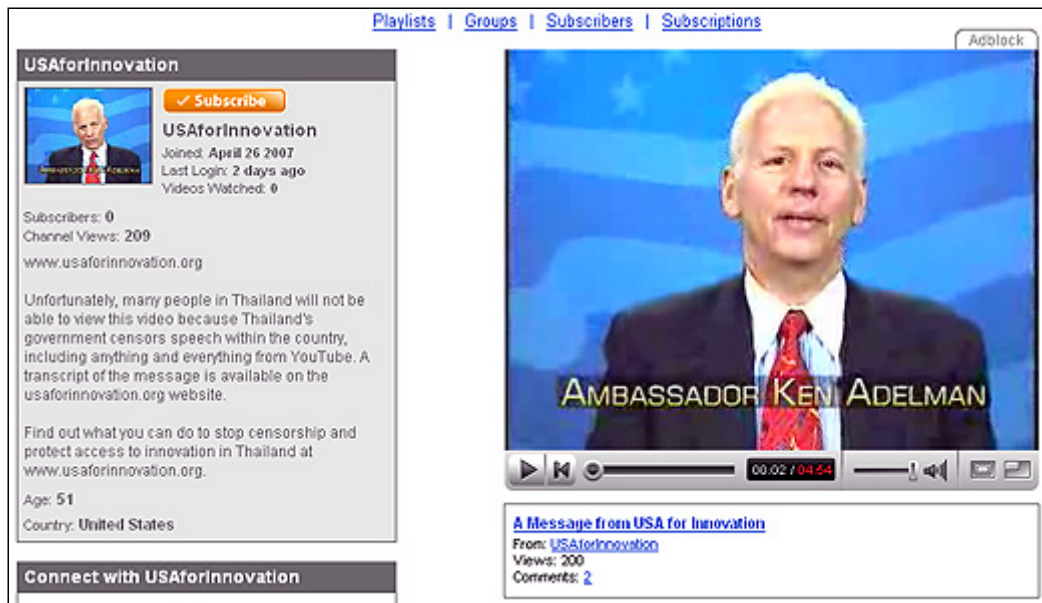 Playlists | Groups | Subscribers | Subscriptions
Adblock
USAforInnovation
Subscribe
USAforInnovation
Joined: April 26 2007
Last Login: 2 days ago
Videos Watched: 0
AMBASSADOR KEN ADELMAN
Subscribers: 0
Channel Views: 209
www.usaforinnovation.org
Unfortunately, many people in Thailand will not be
able to view this video because Thailand's
government censors speech within the country,
including anything and everything from YouTube. A
transcript of the message is available on the
usaforinnovation.org website.
Find out what you can do to stop censorship and
protect access to innovation in Thailand at
www.usaforinnovation.org.
Age: 51
Country: United States
Connect with USAforInnovation
AMBASSADOR KEN ADELMAN
00:02 / 04:54
A Message from USA for Innovation
From: USAforInnovation
Views: 200
Comments: 2